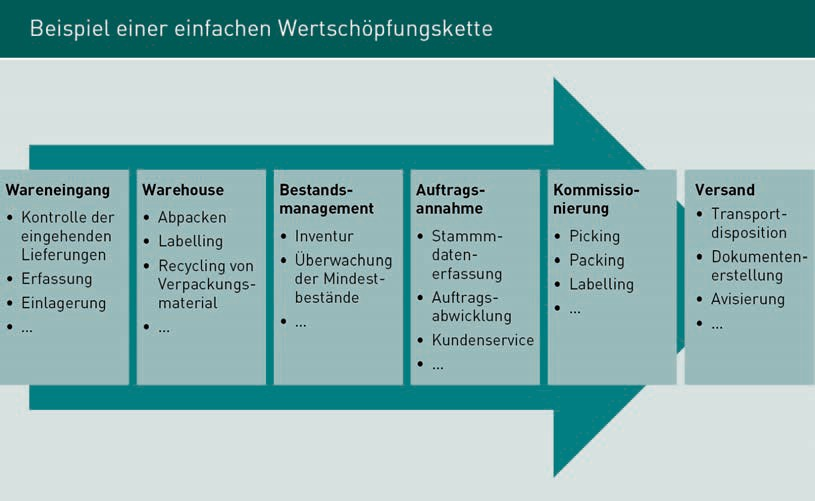 Beispiel einer einfachen Wertschöpfungskette
Wareneingang
• Kontrolle der
eingehenden
Lieferungen
• Erfassung
• Einlagerung
• ...
Warehouse
• Abpacken
• Labelling
• Recycling von
Verpackungs-
material
• ...
Bestands-
management
• Inventur
• Überwachung
der Mindest-
bestände
• ...
Auftrags-
annahme
• Stammm-
daten-
erfassung
• Auftrags-
abwicklung
• Kundenservice
• ...
Kommissio-
nierung
• Picking
• Packing
• Labelling
• ...
Versand
• Transport-
disposition
• Dokumenten-
erstellung
• Avisierung
• ...